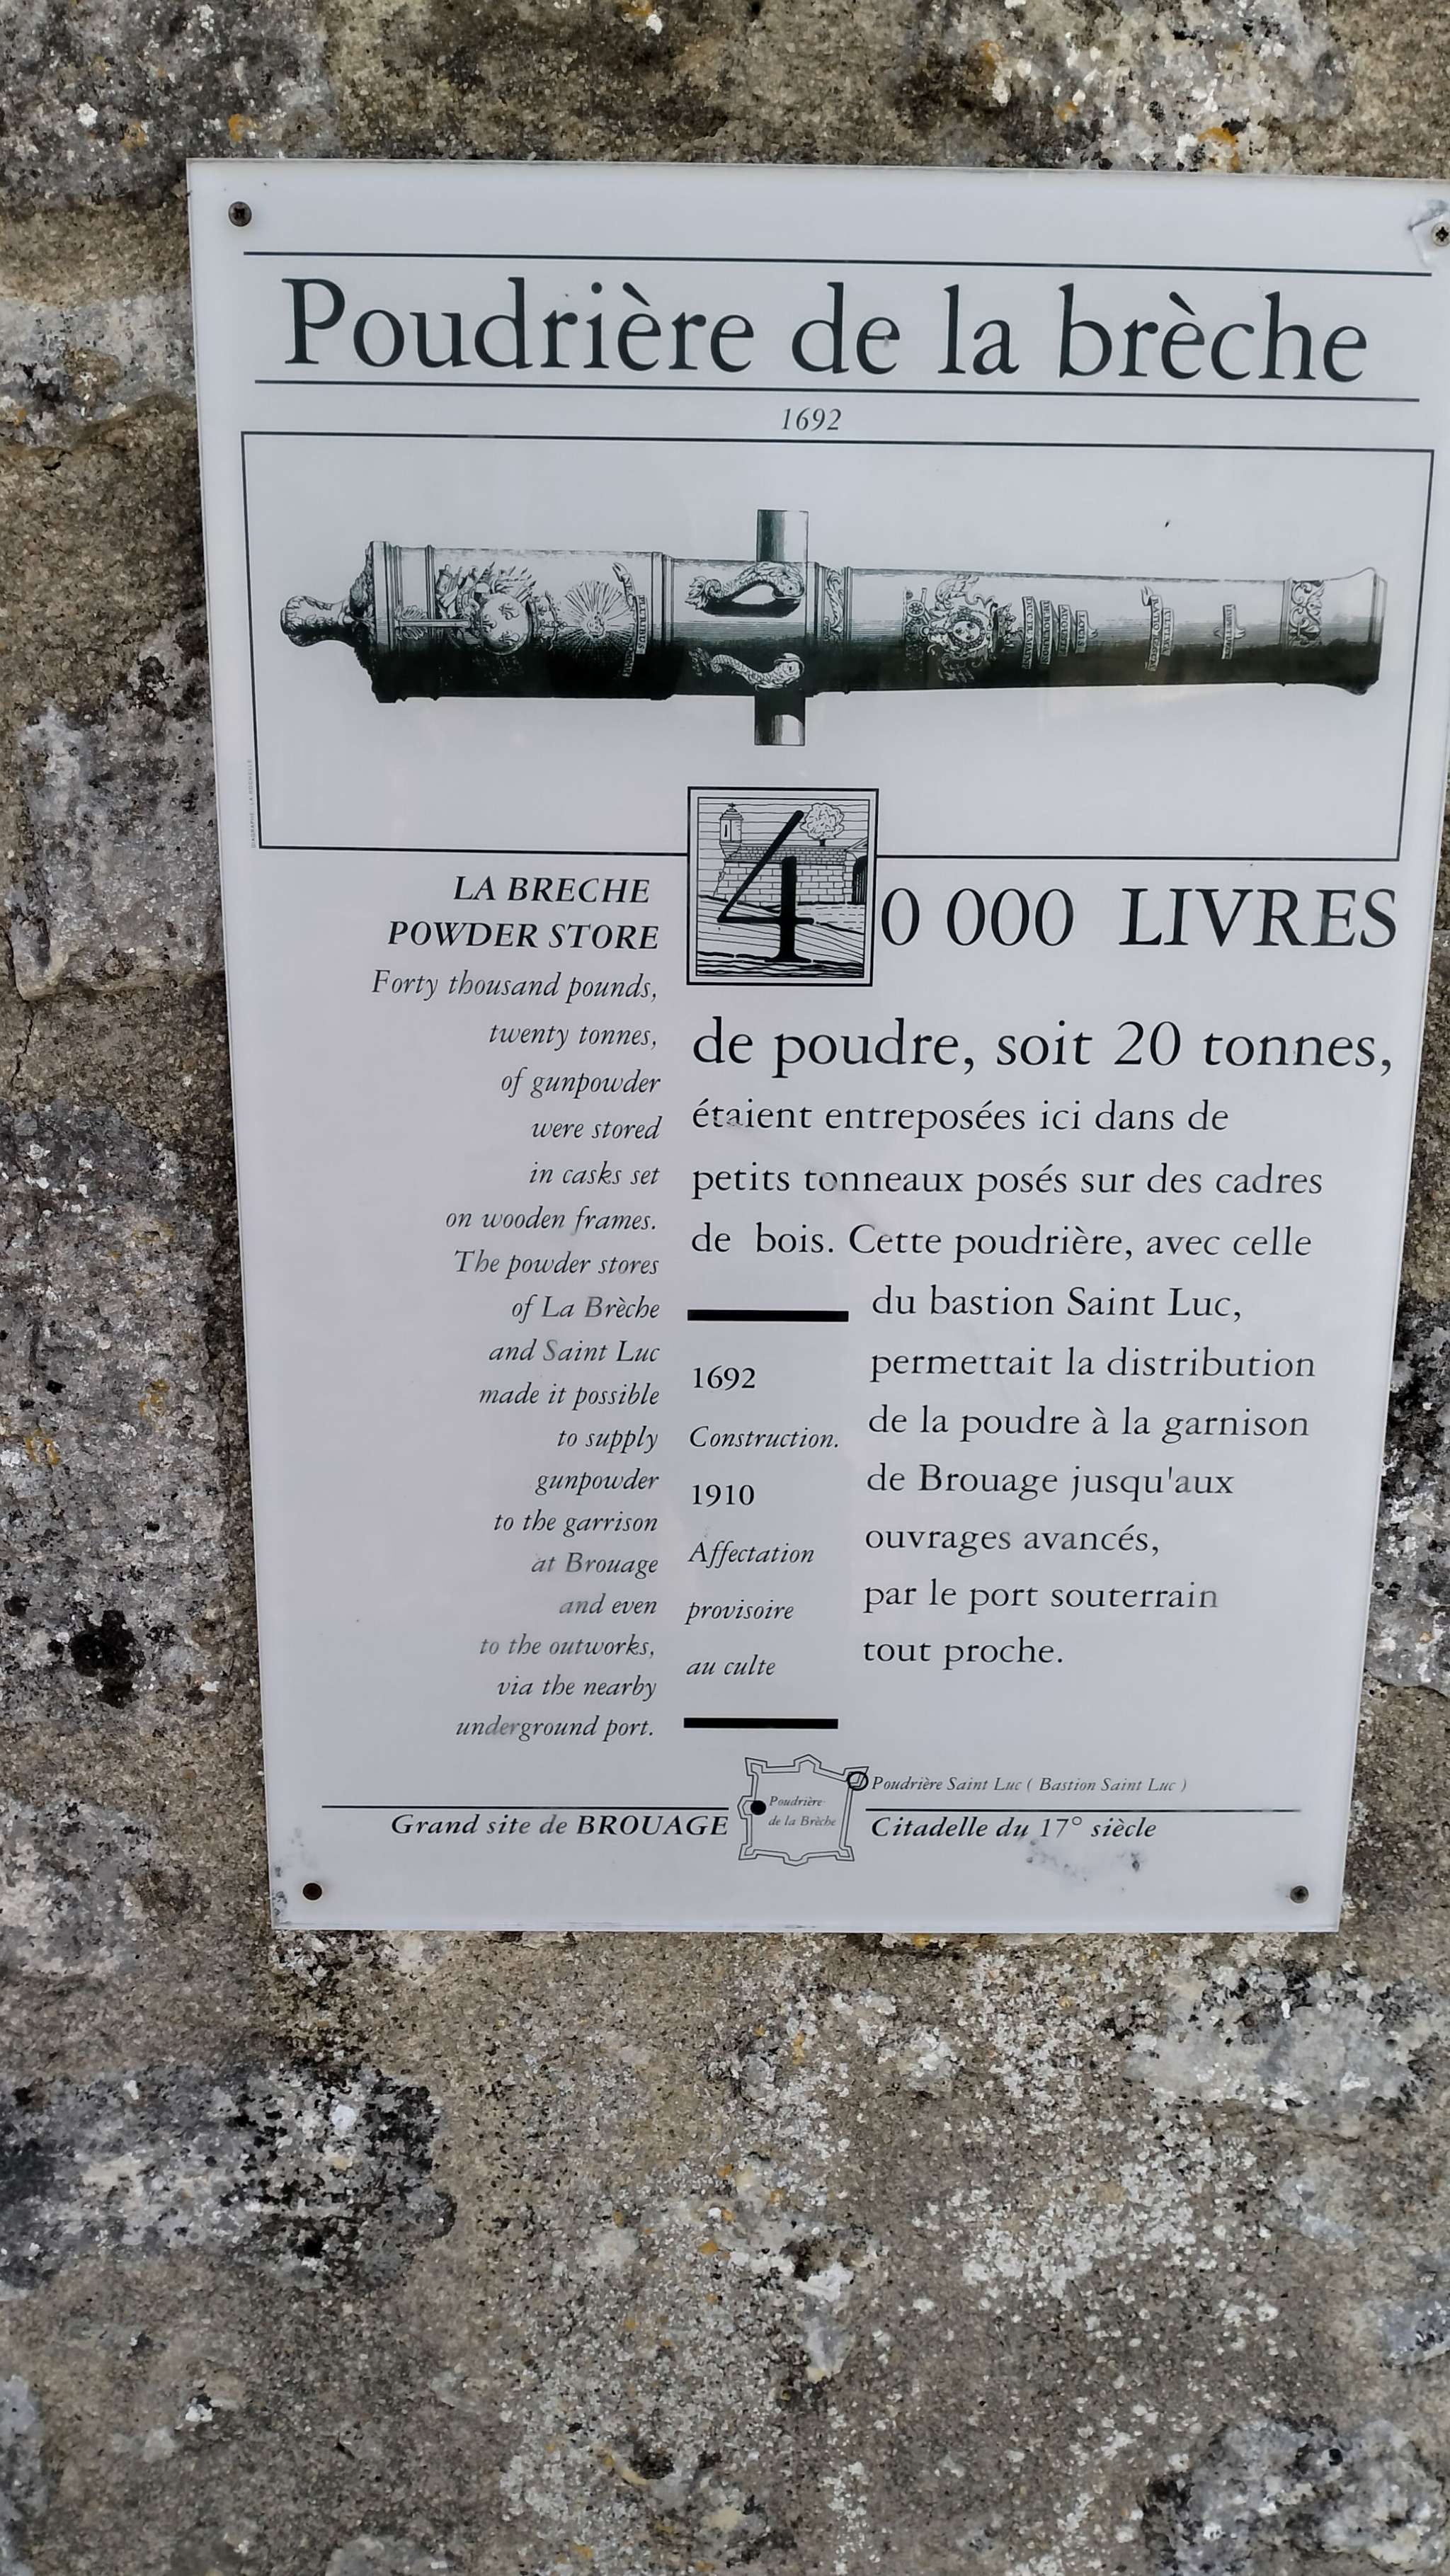 Poudrière de la brèche
1692
LA BRECHE
POWDER STORE
Forty thousand pounds,
twenty tonnes,
of gunpowder
were stored
in casks set
on wooden frames.
The powder stores
of La Brèche
and Saint Luc
made it possible
to supply
gunpowder
to the garrison
at Brouage
and even
to the outworks,
via the nearby
underground port.
40 000 LIVRES
de poudre, soit 20 tonnes,
étaient entreposées ici dans de
petits tonneaux posés sur des cadres
de bois. Cette poudrière, avec celle
du bastion Saint Luc,
permettait la distribution
de la poudre à la garnison
de Brouage jusqu'aux
ouvrages avancés,
par le port souterrain
tout proche.
1692
Construction.
1910
Affectation
provisoire
au culte
Poudrière Saint Luc ( Bastion Saint Luc )
Poudrière
de la Brèche
Grand site de BROUAGE
Citadelle du 17° siècle